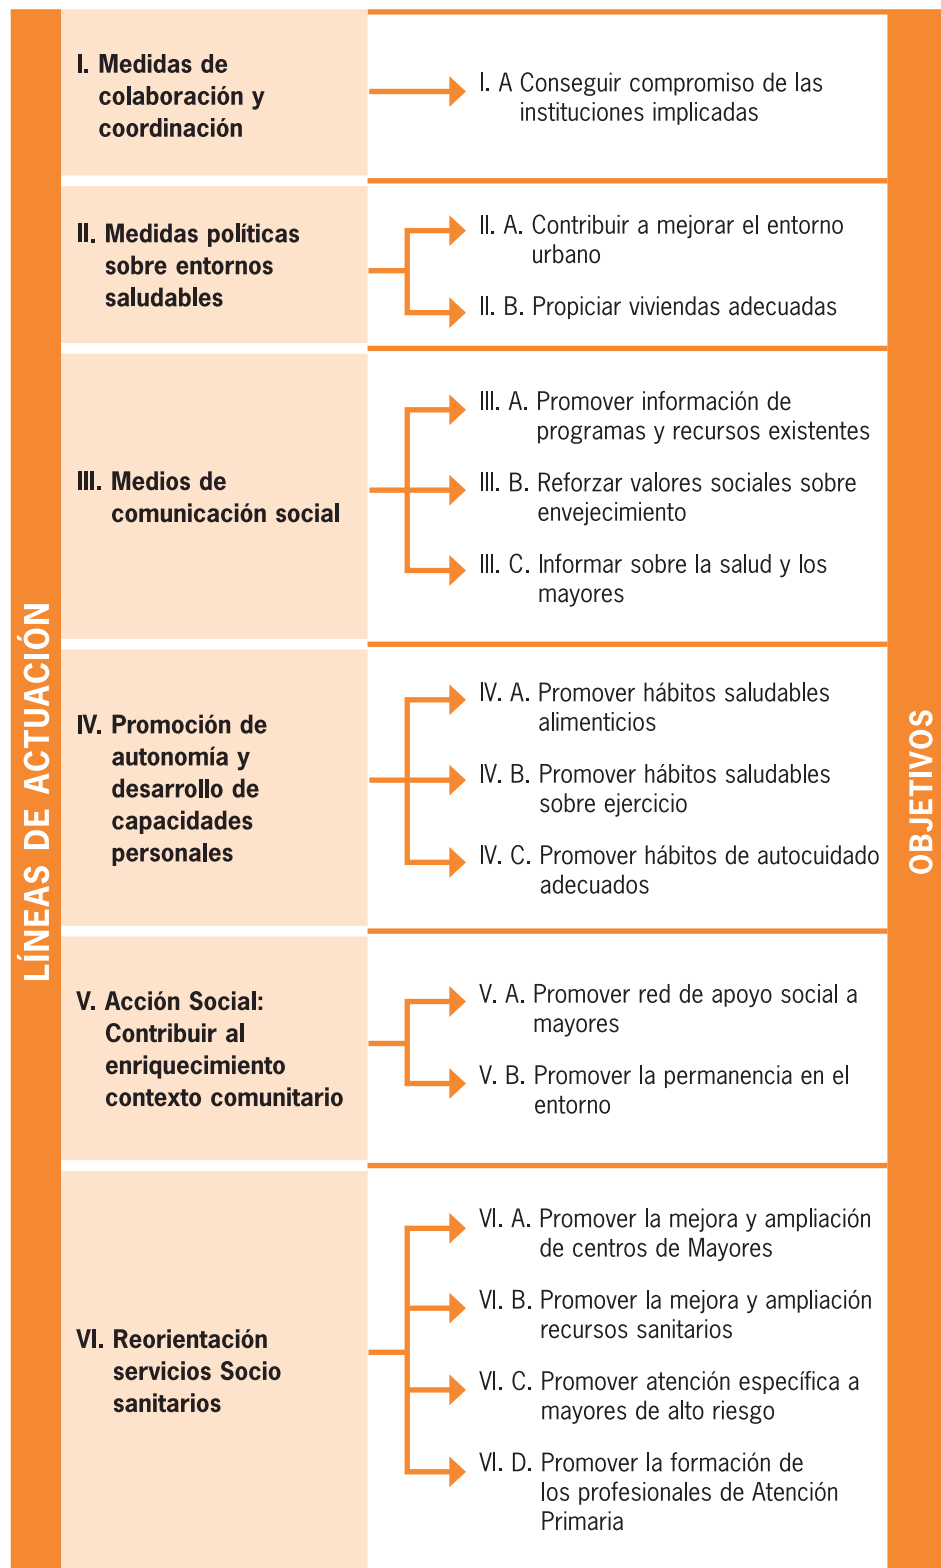 LÍNEAS DE ACTUACIÓN
I. Medidas de
colaboración y
coordinación
I. A Conseguir compromiso de las
instituciones implicadas
II. Medidas políticas
sobre entornos
saludables
II. A. Contribuir a mejorar el entorno
urbano
II. B. Propiciar viviendas adecuadas
III. Medios de
comunicación social
III. A. Promover información de
programas y recursos existentes
III. B. Reforzar valores sociales sobre
envejecimiento
III. C. Informar sobre la salud y los
mayores
IV. Promoción de
autonomía y
desarrollo de
capacidades
personales
IV. A. Promover hábitos saludables
alimenticios
IV. B. Promover hábitos saludables
sobre ejercicio
IV. C. Promover hábitos de autocuidado
adecuados
V. Acción Social:
Contribuir al
enriquecimiento
contexto comunitario
V. A. Promover red de apoyo social a
mayores
V. B. Promover la permanencia en el
entorno
VI. Reorientación
servicios Socio
sanitarios
VI. A. Promover la mejora y ampliación
de centros de Mayores
VI. B. Promover la mejora y ampliación
recursos sanitarios
VI. C. Promover atención específica a
mayores de alto riesgo
VI. D. Promover la formación de
los profesionales de Atención
Primaria
OBJETIVOS